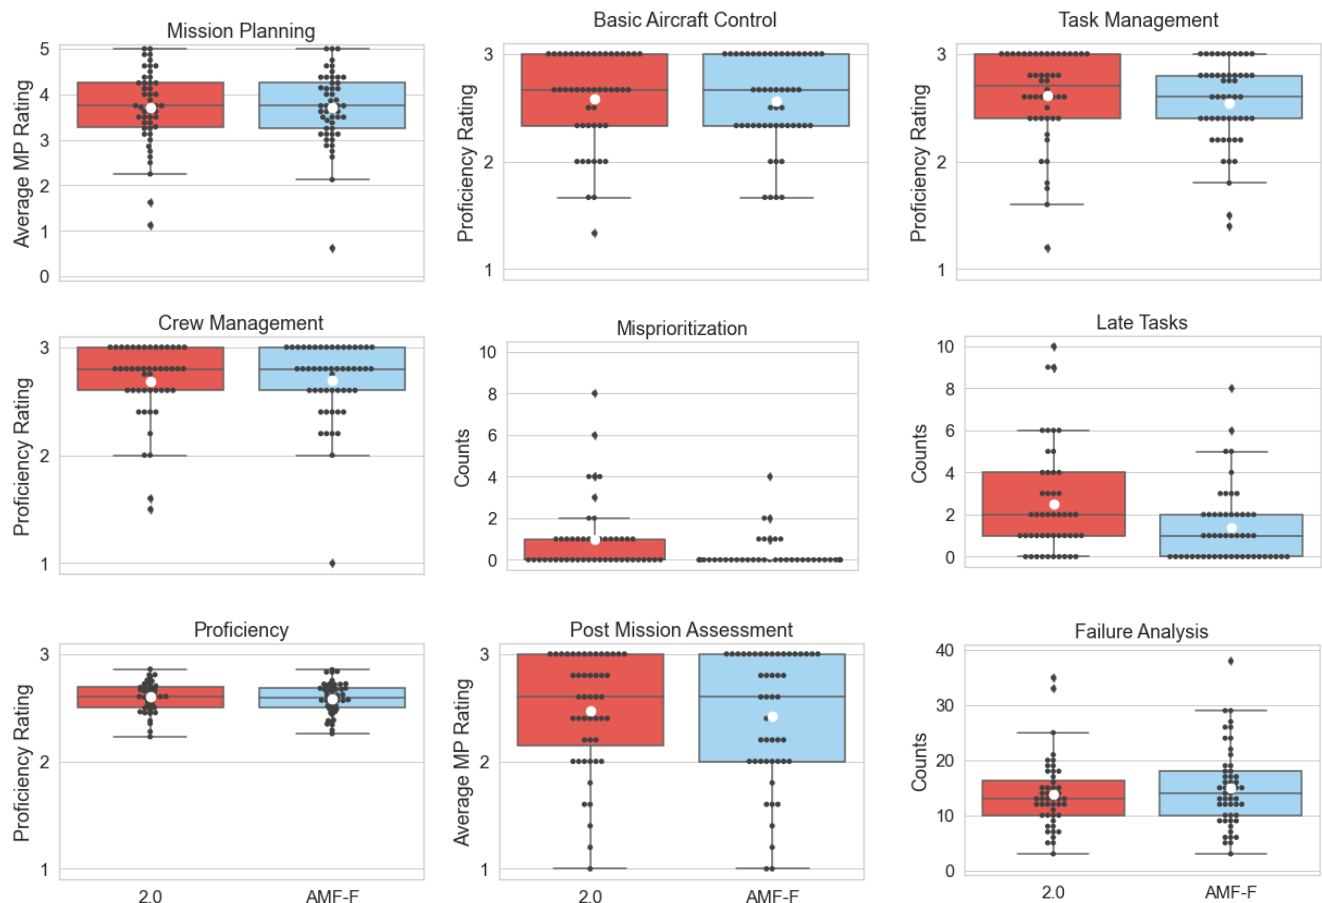 Mission Planning
Average MP Rating
5
4
3
2
1
0
Basic Aircraft Control
Proficiency Rating
3
2
1
Task Management
Proficiency Rating
3
2
1
Crew Management
Proficiency Rating
3
2
1
Misprioritization
Counts
10
8
6
4
2
0
Late Tasks
Counts
10
8
6
4
2
0
Proficiency
Proficiency Rating
3
2
1
2.0 AMF-F
Post Mission Assessment
Average MP Rating
3
2
1
2.0 AMF-F
Failure Analysis
Counts
40
30
20
10
0
2.0 AMF-F